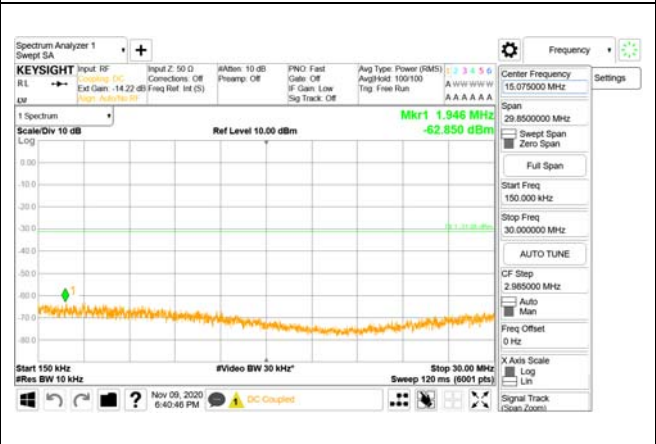 Spectrum Analyzer 1
Swept SA
Frequency
KEYSIGHT
RL
Input: RF
Coupling: DC
Ext Gain: -14.22 dB
Align: Auto/No RF
Input Z: 50 Ω
Corrections: Off
Freq Ref: Int (S)
#Atten: 10 dB
Preamp: Off
PNO: Fast
Gate: Off
IF Gain: Low
Sig Track: Off
Avg Type: Power (RMS)
Avg|Hold: 100/100
Trig: Free Run
1 2 3 4 5 6
A W W W W W
A A A A A A
1 Spectrum
Scale/Div 10 dB
Log
Ref Level 10.00 dBm
Mkr1 1.946 MHz
-62.850 dBm
0.00
-10.0
-20.0
-30.0
-40.0
-50.0
-60.0
-70.0
-80.0
1
Start 150 kHz
#Res BW 10 kHz
#Video BW 30 kHz*
Stop 30.00 MHz
Sweep 120 ms (6001 pts)
Nov 09, 2020
6:40:46 PM
1
DC Coupled
Center Frequency
15.075000 MHz
Settings
Span
29.8500000 MHz
Swept Span
Zero Span
Full Span
Start Freq
150.000 kHz
Stop Freq
30.000000 MHz
AUTO TUNE
CF Step
2.985000 MHz
Auto
Man
Freq Offset
0 Hz
X Axis Scale
Log
Lin
Signal Track
(Span Zoom)